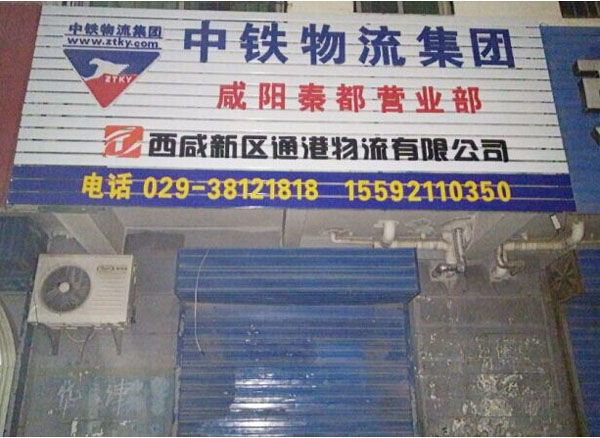 中铁物流集团
www.ztky.com
ZTKY
中铁物流集团
咸阳秦都营业部
西咸新区通港物流有限公司
电话 029-38121818 15592110350